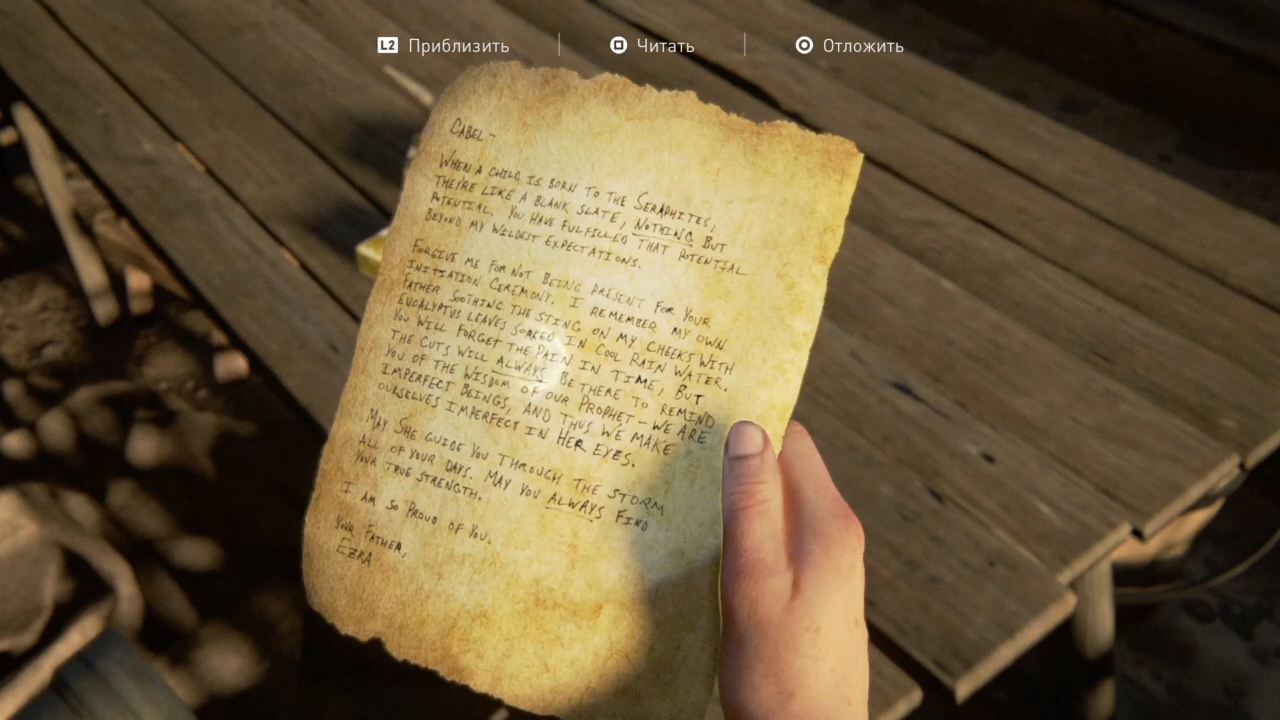 L2 Приблизить | Читать | Отложить
CABEL-
WHEN A CHILD IS BORN TO THE SERAPHITES,
THEY'RE LIKE A BLANK SLATE, NOTHING BUT
POTENTIAL. YOU HAVE FULFILLED THAT POTENTIAL
BEYOND MY WILDEST EXPECTATIONS.
FORGIVE ME FOR NOT BEING PRESENT FOR YOUR
INITIATION CEREMONY. I REMEMBER MY OWN
FATHER SOOTHING THE STING ON MY CHEEKS WITH
EUCALYPTUS LEAVES SOAKED IN COOL RAIN WATER.
YOU WILL FORGET THE PAIN IN TIME, BUT
THE CUTS WILL ALWAYS BE THERE TO REMIND
YOU OF THE WISDOM OF OUR PROPHET - WE ARE
IMPERFECT BEINGS, AND THUS WE MAKE
OURSELVES IMPERFECT IN HER EYES.
MAY SHE GUIDE YOU THROUGH THE STORM
ALL OF YOUR DAYS. MAY YOU ALWAYS FIND
YOUR TRUE STRENGTH.
I AM SO PROUD OF YOU.
YOUR FATHER,
EZRA